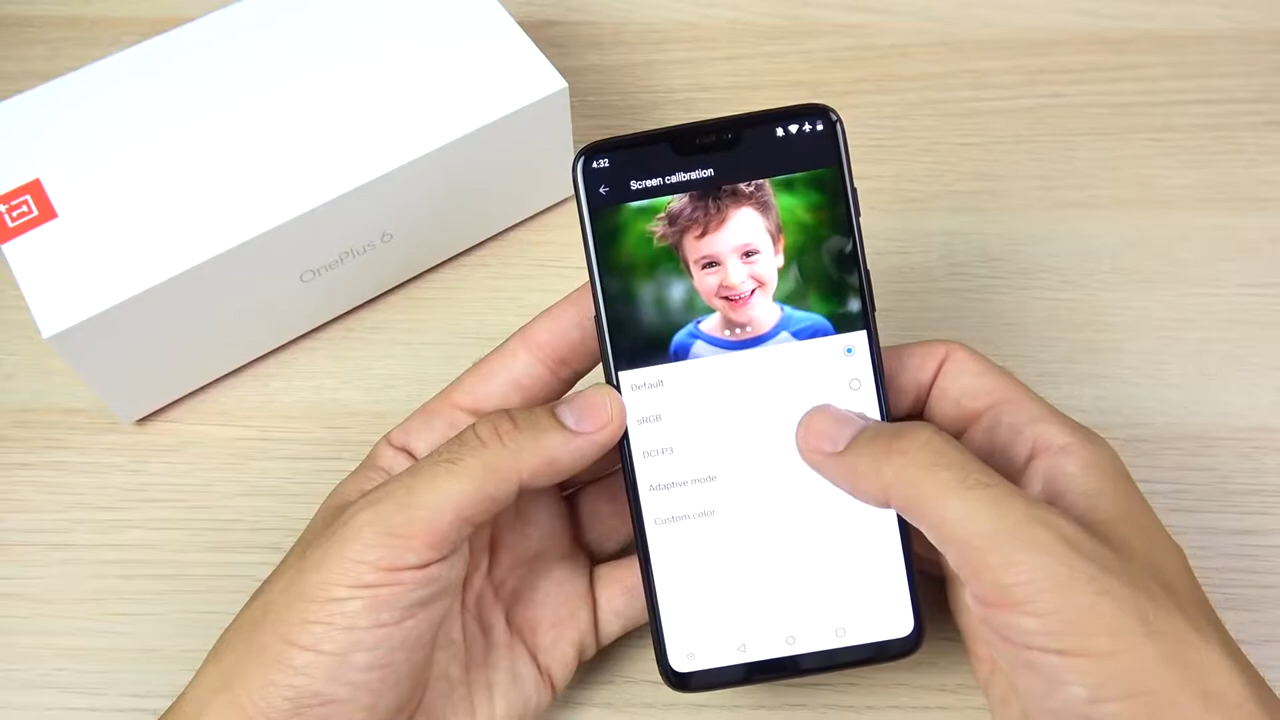 OnePlus 6
4:32
Screen calibration
Default
sRGB
DCI-P3
Adaptive mode
Custom color